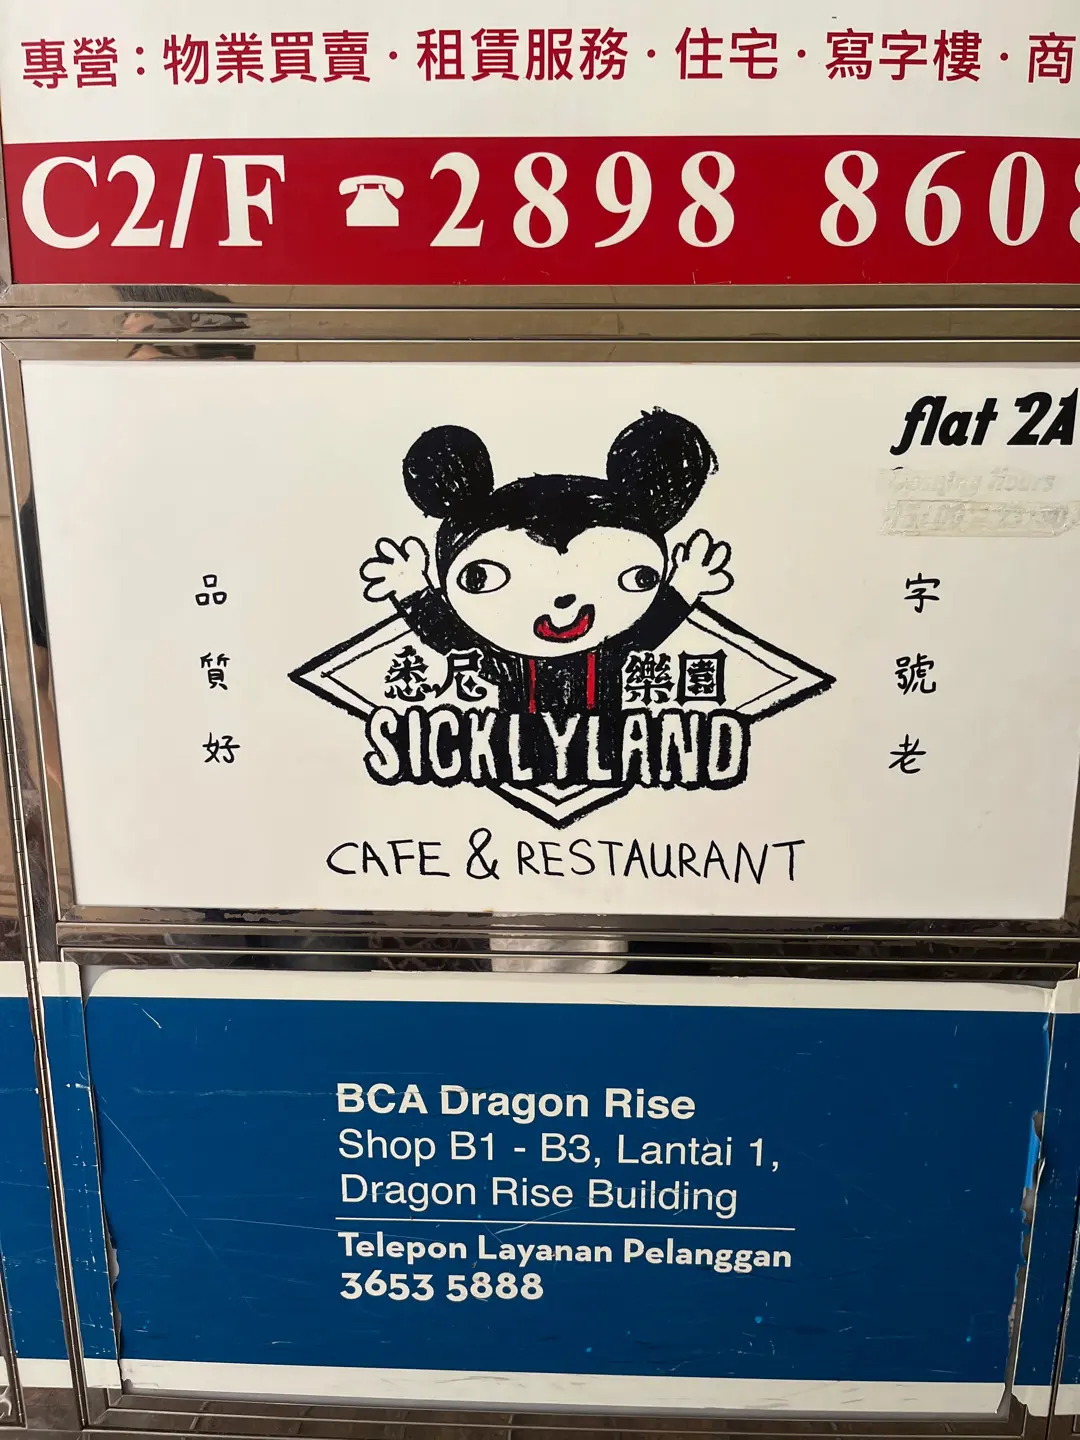 專營：物業買賣·租賃服務·住宅·寫字樓·商
C2/F ☎2898 8608
flat 2A
品質好
字號老
悉尼樂園
SICKLYLAND
CAFE & RESTAURANT
BCA Dragon Rise
Shop B1 - B3, Lantai 1,
Dragon Rise Building
Telepon Layanan Pelanggan
3653 5888